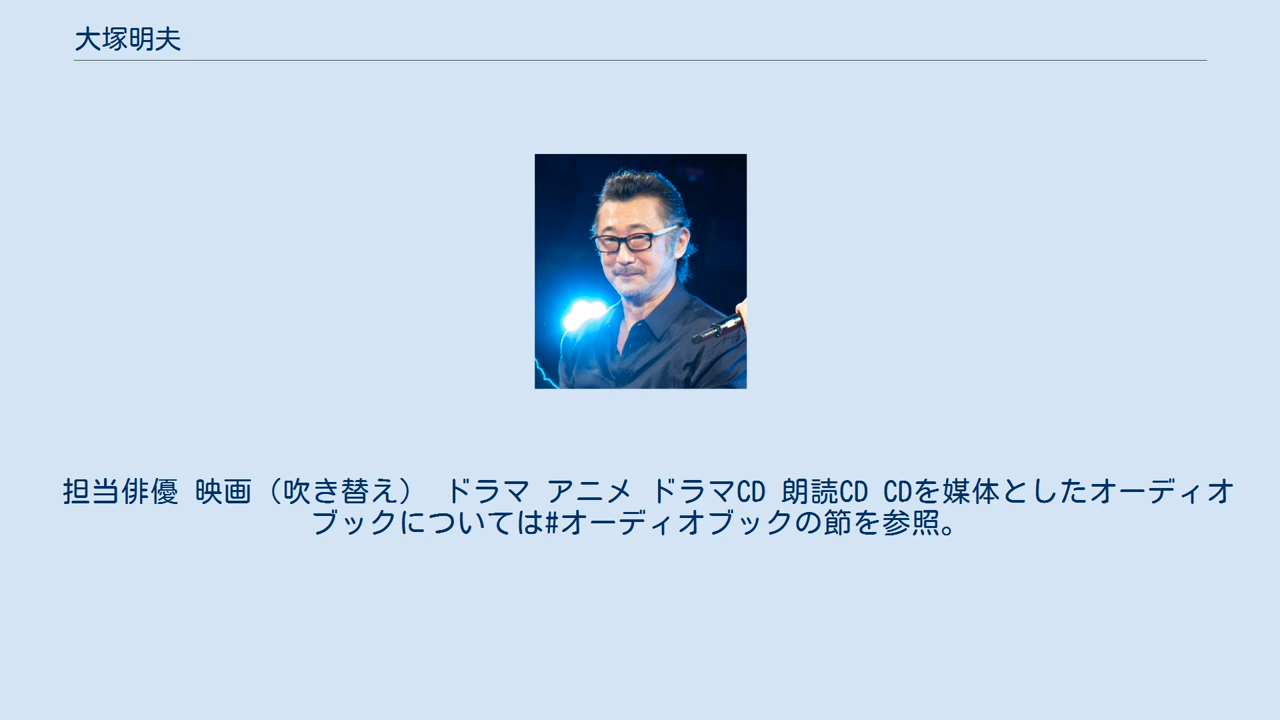 大塚明夫
担当俳優 映画（吹き替え） ドラマ アニメ ドラマCD 朗読CD CDを媒体としたオーディオ
ブックについては#オーディオブックの節を参照。